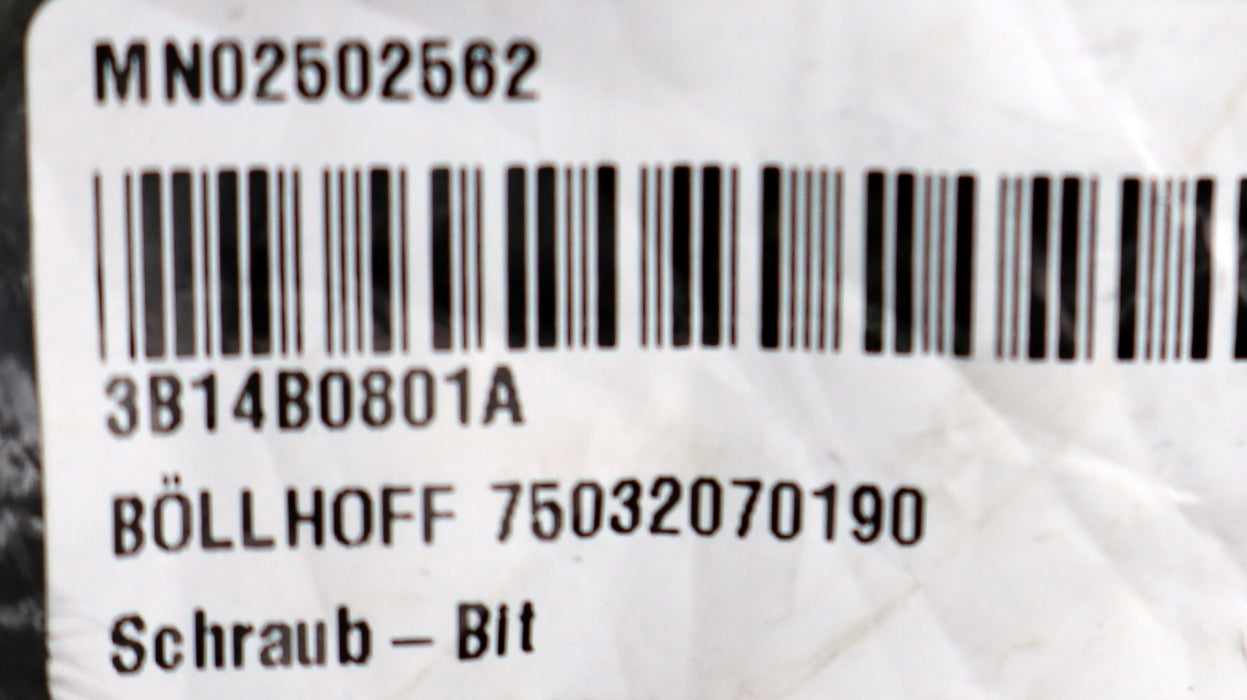 MN02502562
3B14B0801A
BÖLLHOFF 75032070190
Schraub – Bit